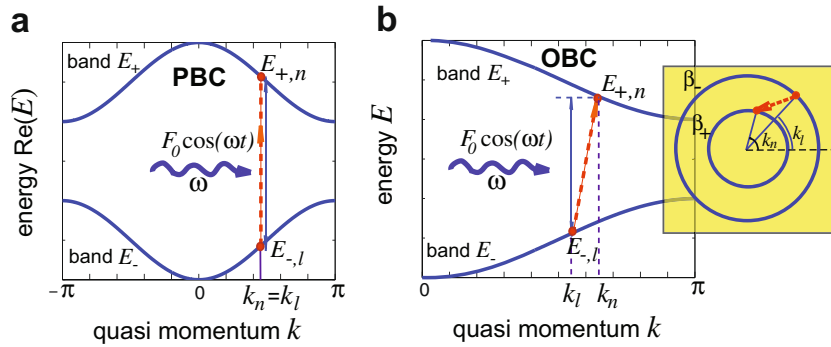 a
PBC
band E₊
E₊,ₙ
F₀cos(ωt)
ω
band E₋
E₋,ₗ
energy Re(E)
−π
0
π
kₙ=kₗ
quasi momentum k
b
OBC
band E₊
E₊,ₙ
F₀cos(ωt)
ω
band E₋
E₋,ₗ
energy E
0
π
kₗ
kₙ
quasi momentum k
β₋
β₊
kₙ
kₗ